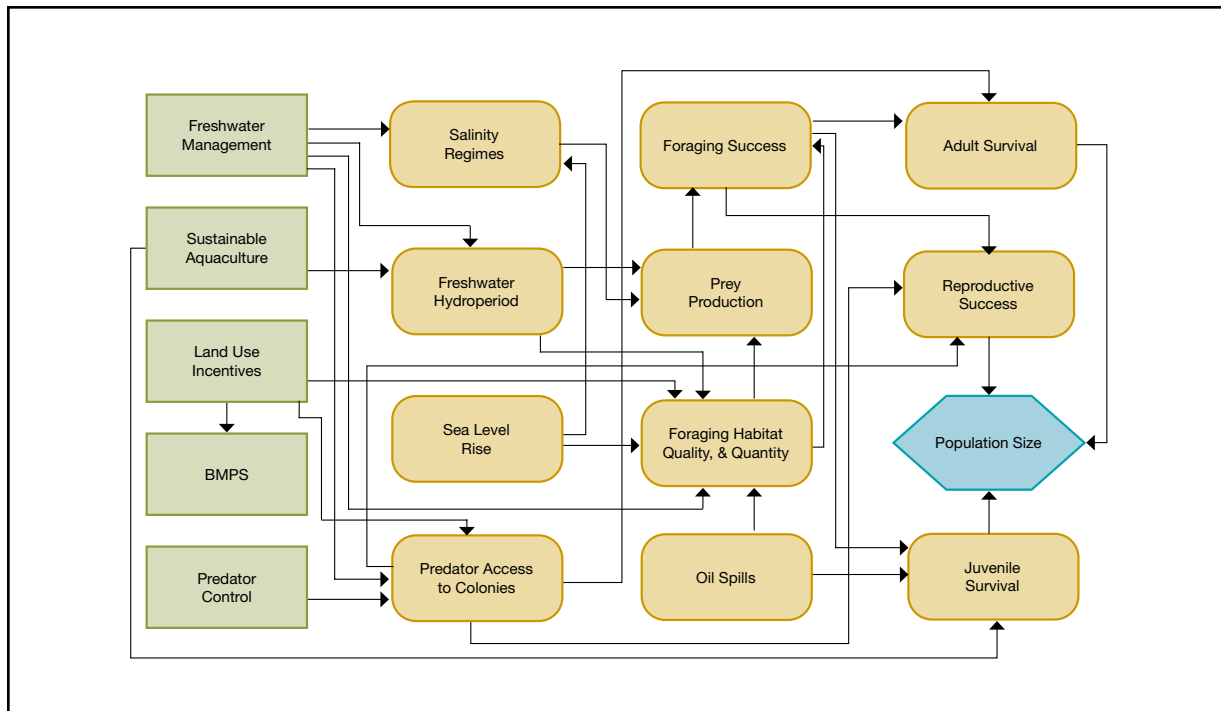 Freshwater
Management
Salinity
Regimes
Foraging Success
Adult Survival
Sustainable
Aquaculture
Freshwater
Hydroperiod
Prey
Production
Reproductive
Success
Land Use
Incentives
Sea Level
Rise
Foraging Habitat
Quality, & Quantity
Population Size
BMPS
Predator
Control
Predator Access
to Colonies
Oil Spills
Juvenile
Survival